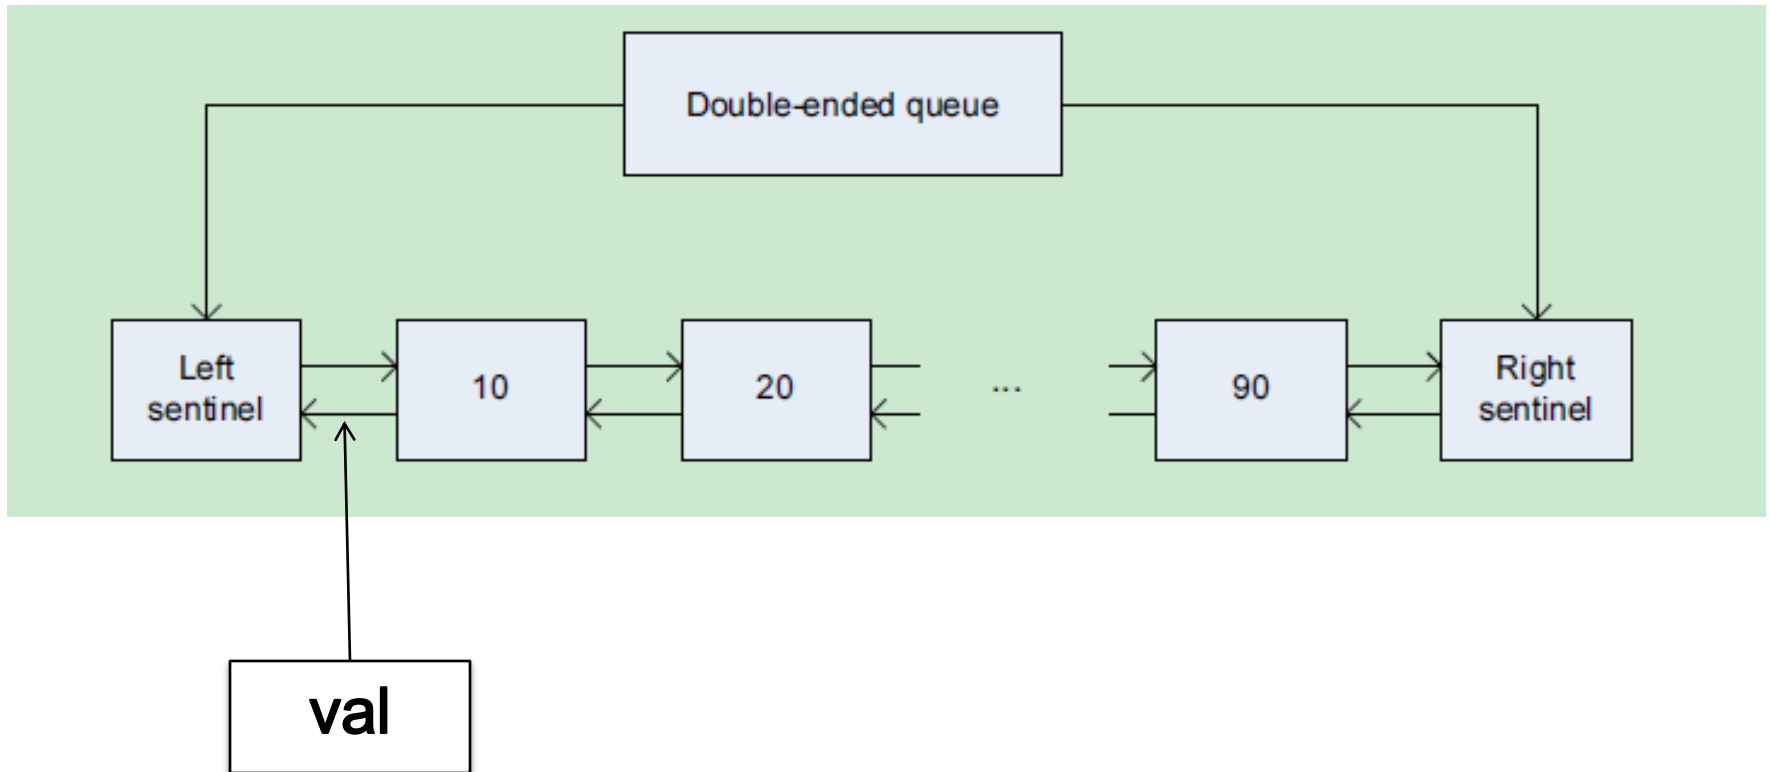 Double-ended queue
Left
sentinel
10
20
...
90
Right
sentinel
val